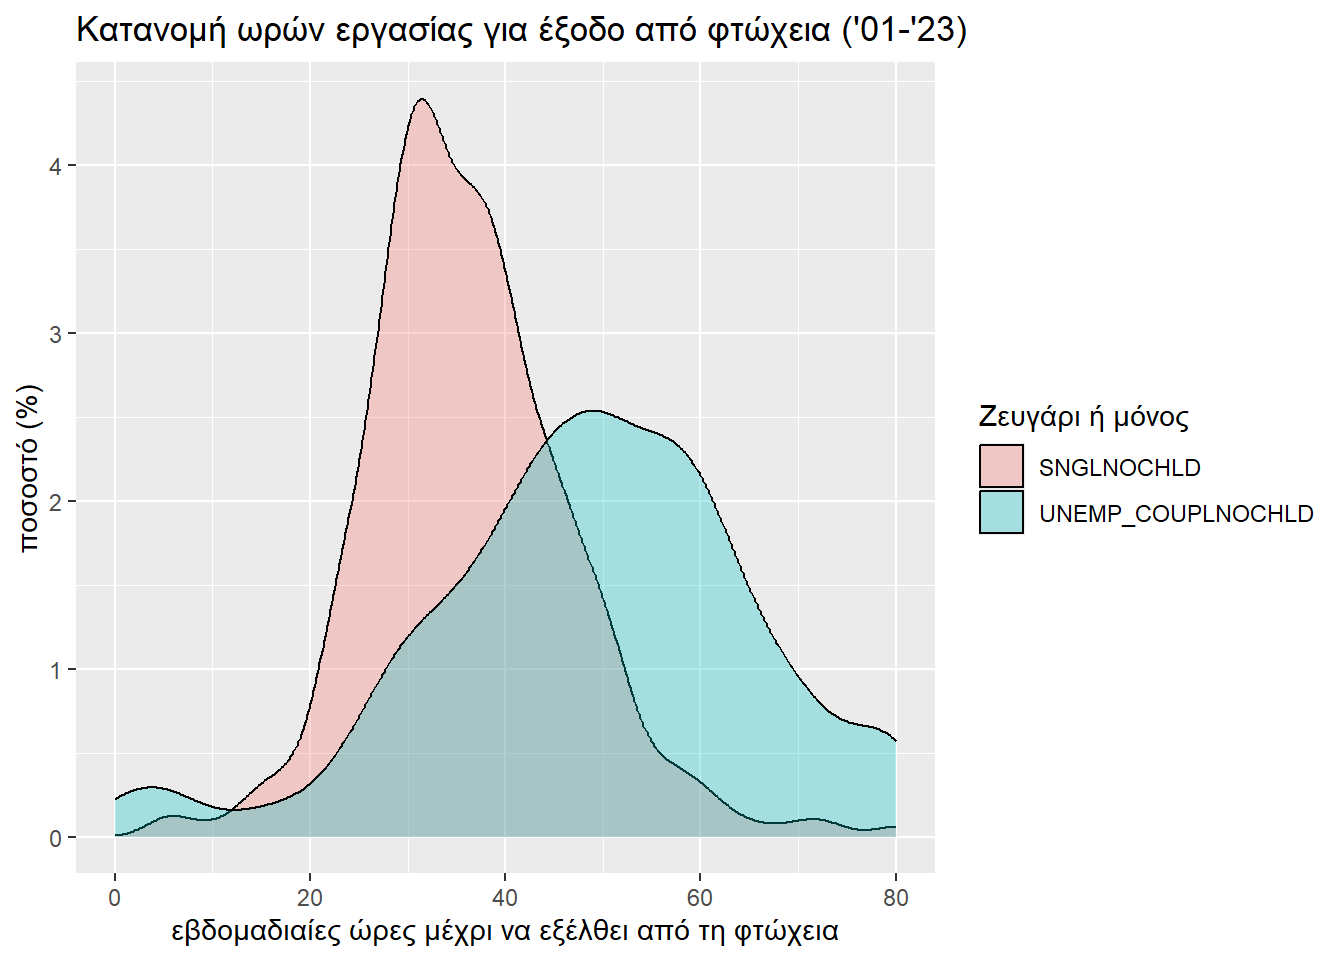 Κατανομή ωρών εργασίας για έξοδο από φτώχεια ('01-'23)
ποσοστό (%)
4
3
2
1
0
0 20 40 60 80
εβδομαδιαίες ώρες μέχρι να εξέλθει από τη φτώχεια
Ζευγάρι ή μόνος
SNGLNOCHLD
UNEMP_COUPLNOCHLD